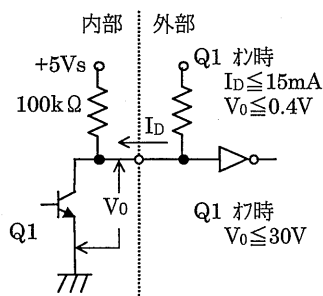 内部 外部
+5Vs
100kΩ
Q1 オン時
ID≦15mA
V0≦0.4V
ID
V0
Q1
Q1 オフ時
V0≦30V